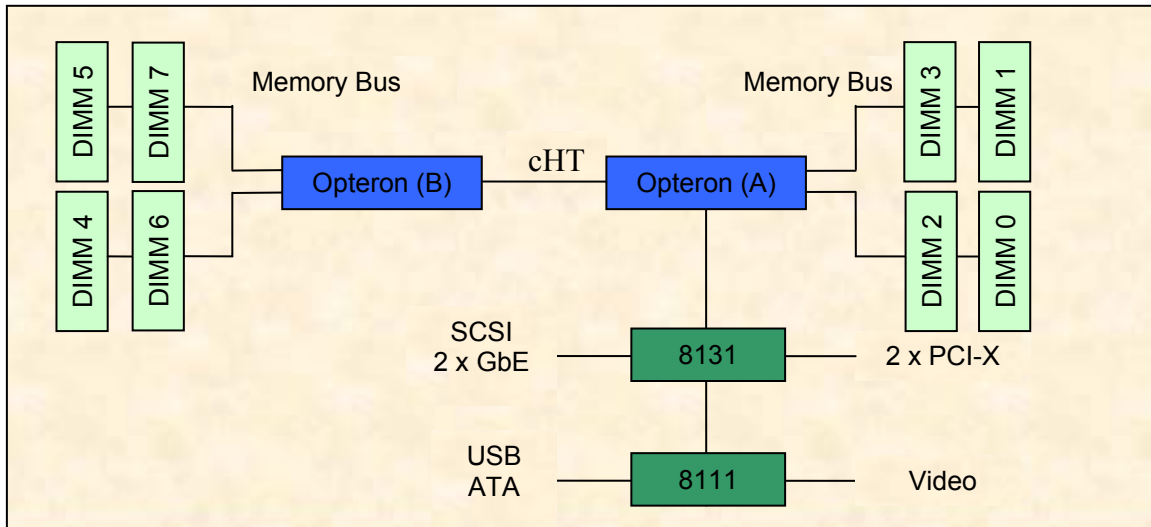 DIMM 5
DIMM 7
Memory Bus
Memory Bus
DIMM 3
DIMM 1
Opteron (B)
cHT
Opteron (A)
DIMM 4
DIMM 6
DIMM 2
DIMM 0
SCSI
2 x GbE
8131
2 x PCI-X
USB
ATA
8111
Video